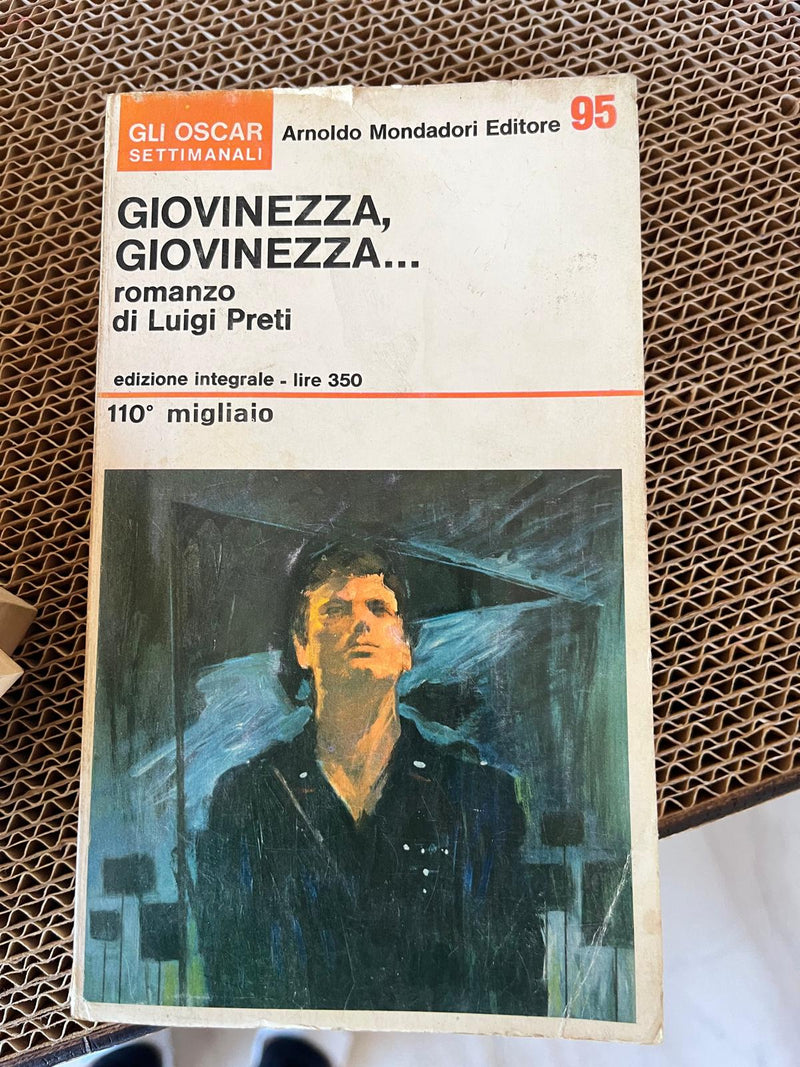 GLI OSCAR
SETTIMANALI
Arnoldo Mondadori Editore 95
GIOVINEZZA,
GIOVINEZZA...
romanzo
di Luigi Preti
edizione integrale - lire 350
110° migliaio